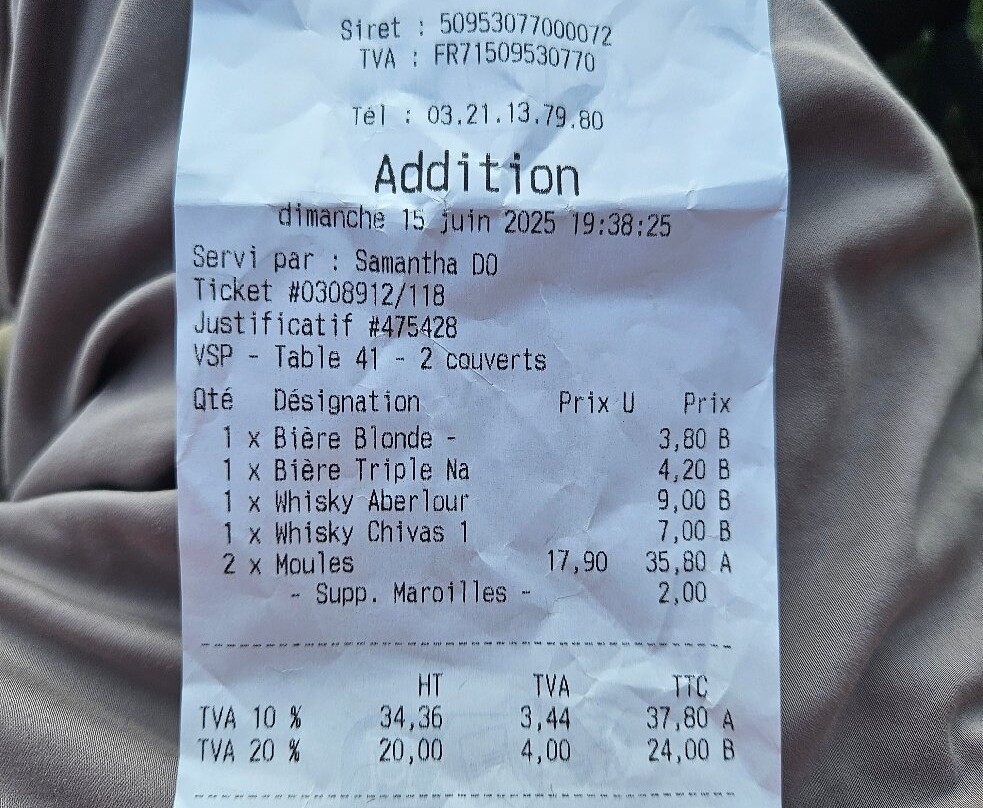 Siret : 50953077000072
TVA : FR71509530770
Tél : 03.21.13.79.80
Addition
dimanche 15 juin 2025 19:38:25
Servi par : Samantha DO
Ticket #0308912/118
Justificatif #475428
VSP - Table 41 - 2 couverts
Qté Désignation Prix U Prix
1 x Bière Blonde - 3,80 B
1 x Bière Triple Na 4,20 B
1 x Whisky Aberlour 9,00 B
1 x Whisky Chivas 1 7,00 B
2 x Moules 17,90 35,80 A
- Supp. Maroilles - 2,00
HT TVA TTC
TVA 10 % 34,36 3,44 37,80 A
TVA 20 % 20,00 4,00 24,00 B